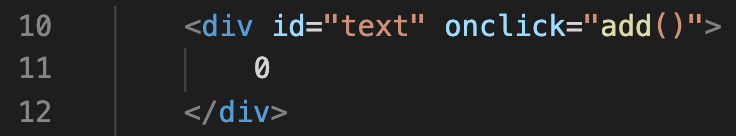 10 <div id="text" onclick="add()">
11 0
12 </div>